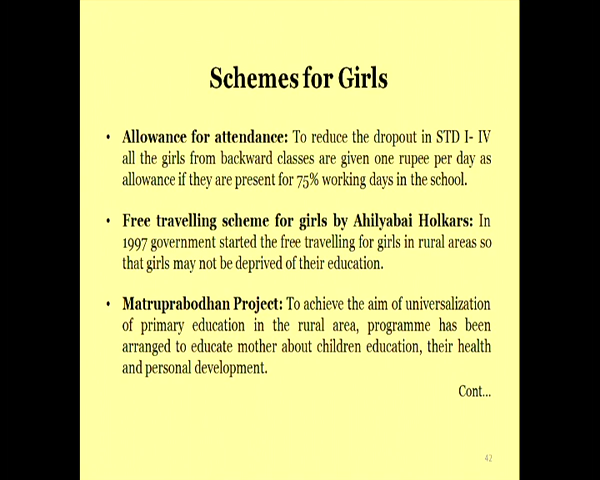 Schemes for Girls
• Allowance for attendance: To reduce the dropout in STD I- IV
all the girls from backward classes are given one rupee per day as
allowance if they are present for 75% working days in the school.
• Free travelling scheme for girls by Ahilyabai Holkars: In
1997 government started the free travelling for girls in rural areas so
that girls may not be deprived of their education.
• Matruprabodhan Project: To achieve the aim of universalization
of primary education in the rural area, programme has been
arranged to educate mother about children education, their health
and personal development.
Cont...
42